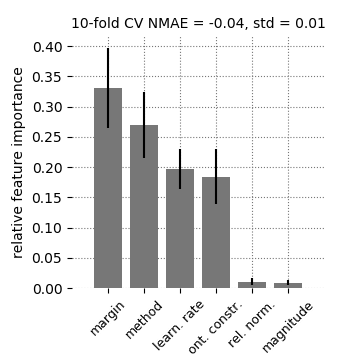 10-fold CV NMAE = -0.04, std = 0.01
relative feature importance
0.40
0.35
0.30
0.25
0.20
0.15
0.10
0.05
0.00
margin
method
learn. rate
ont. constr.
rel. norm.
magnitude